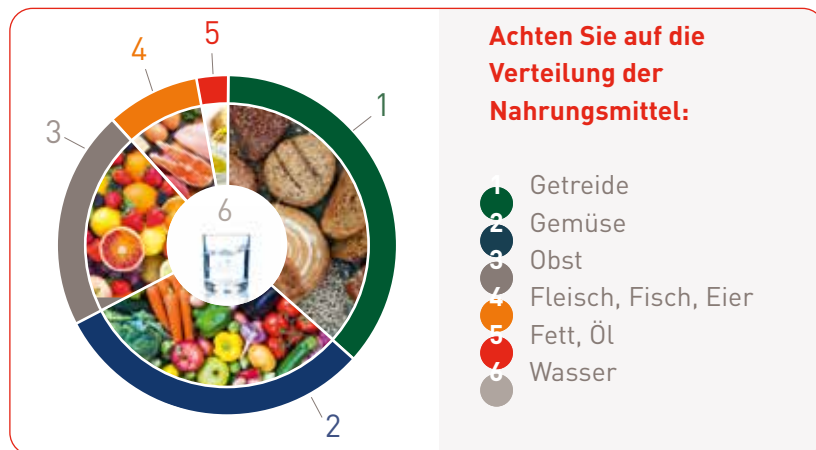 5
4
1
3
6
2
Achten Sie auf die
Verteilung der
Nahrungsmittel:
1 Getreide
2 Gemüse
3 Obst
4 Fleisch, Fisch, Eier
5 Fett, Öl
6 Wasser